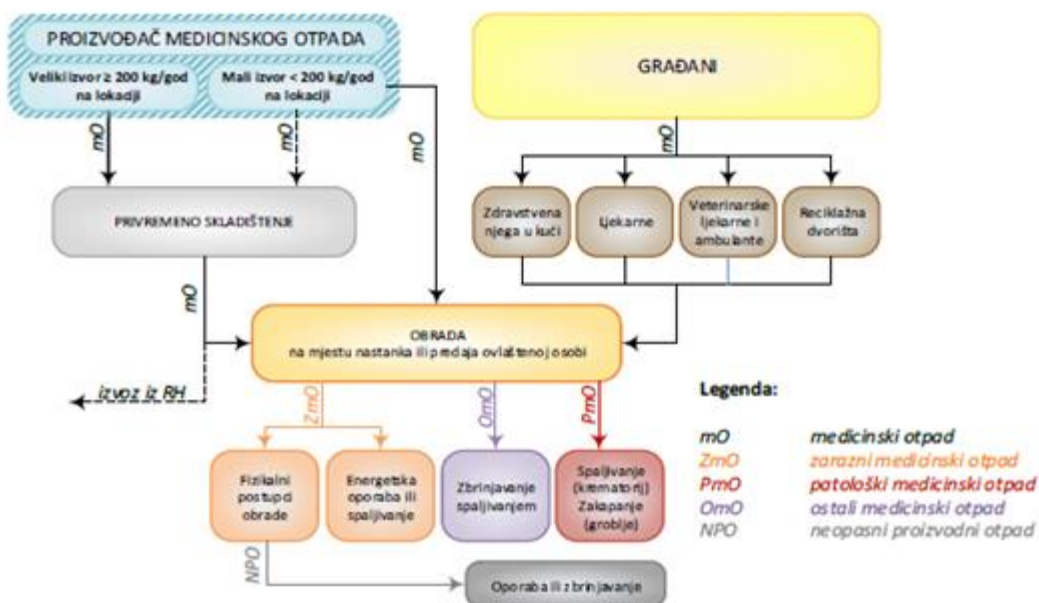 PROIZVOĐAČ MEDICINSKOG OTPADA
Veliki izvor ≥ 200 kg/god
na lokaciji
Mali izvor < 200 kg/god
na lokaciji
GRAĐANI
mO
mO
mO
mO
PRIVREMENO SKLADIŠTENJE
Zdravstvena
njega u kući
Ljekarne
Veterinarske
ljekarne i
ambulante
Reciklažna
dvorišta
mO
OBRADA
na mjestu nastanka ili predaja ovlaštenoj osobi
izvoz iz RH
ZmO
OmO
PmO
Fizikalni
postupci
obrade
Energetska
oporaba ili
spaljivanje
Zbrinjavanje
spaljivanjem
Spaljivanje
(krematorij)
Zakapanje
(groblje)
NPO
Oporaba ili zbrinjavanje
Legenda:
mO medicinski otpad
ZmO zarazni medicinski otpad
PmO patološki medicinski otpad
OmO ostali medicinski otpad
NPO neopasni proizvodni otpad